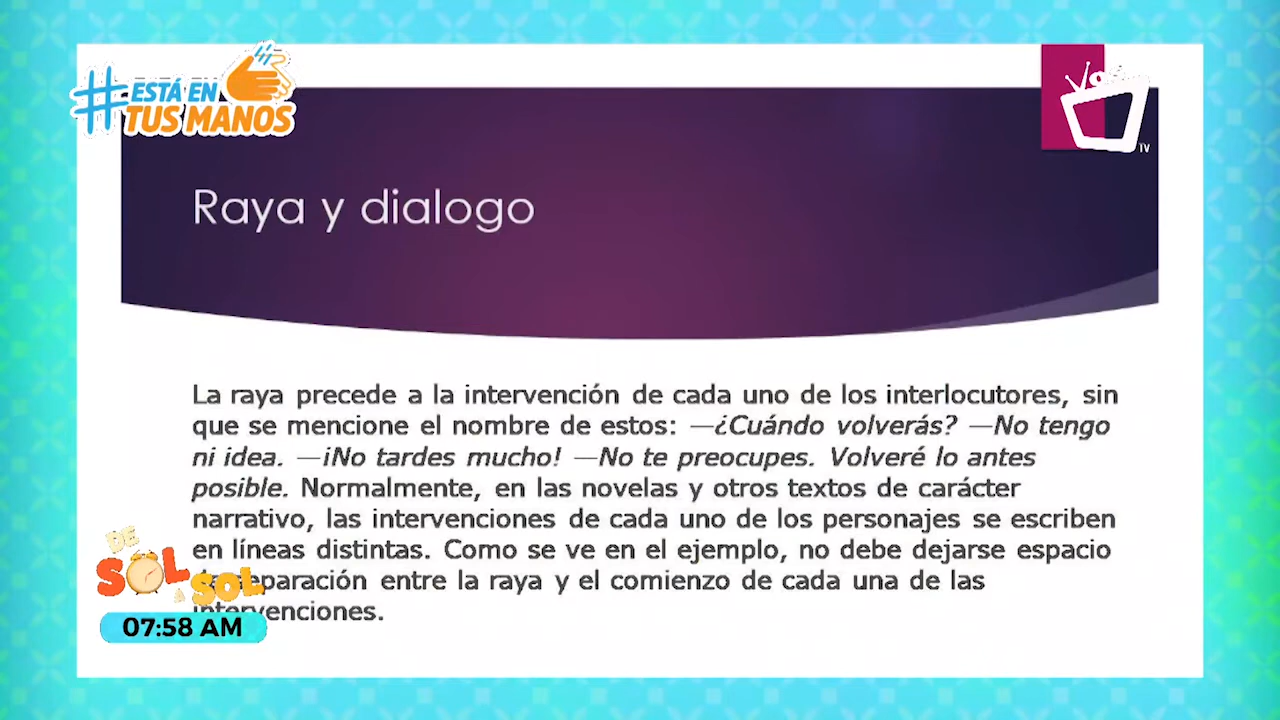 #ESTÁ EN
TUS MANOS
TV
Raya y dialogo
La raya precede a la intervención de cada uno de los interlocutores, sin
que se mencione el nombre de estos: —¿Cuándo volverás? —No tengo
ni idea. —¡No tardes mucho! —No te preocupes. Volveré lo antes
posible. Normalmente, en las novelas y otros textos de carácter
narrativo, las intervenciones de cada uno de los personajes se escriben
en líneas distintas. Como se ve en el ejemplo, no debe dejarse espacio
de separación entre la raya y el comienzo de cada una de las
intervenciones.
DE
SOL
A
SOL
07:58 AM